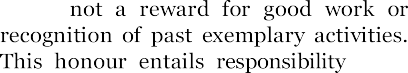 not a reward for good work or
recognition of past exemplary activities.
This honour entails responsibility